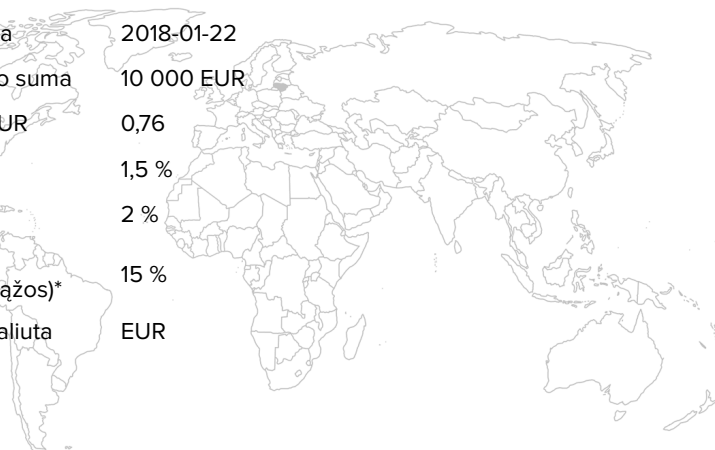 a 2018-01-22
o suma 10 000 EUR
UR 0,76
1,5 %
2 %
15 %
ąžos)*
aliuta EUR